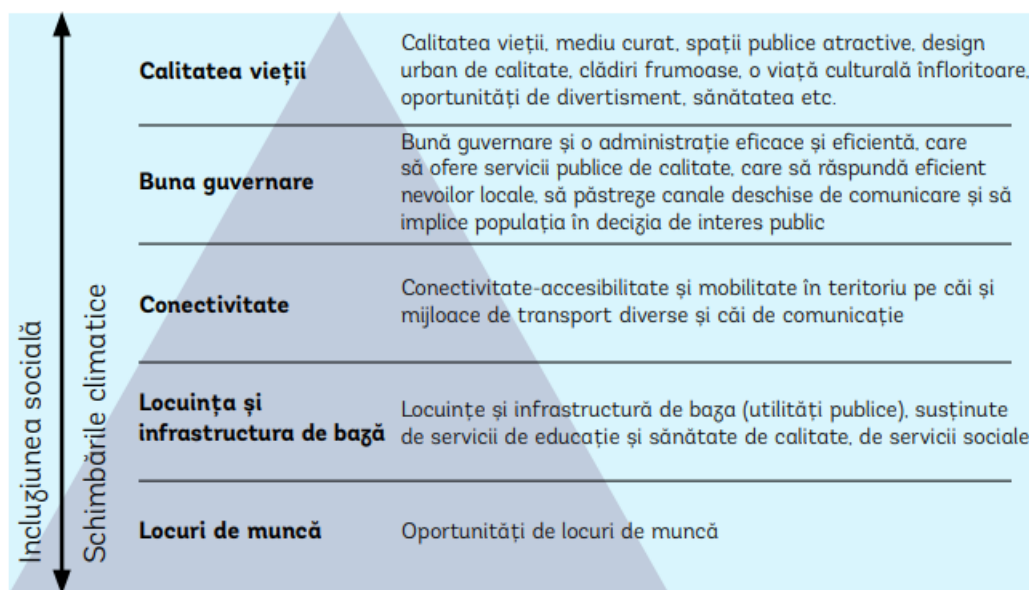 Incluziunea socială
Schimbările climatice
Calitatea vieții
Calitatea vieții, mediu curat, spații publice atractive, design
urban de calitate, clădiri frumoase, o viață culturală înfloritoare,
oportunități de divertisment, sănătatea etc.
Buna guvernare
Bună guvernare și o administrație eficace și eficientă, care
să ofere servicii publice de calitate, care să răspundă eficient
nevoilor locale, să păstreze canale deschise de comunicare și să
implice populația în decizia de interes public
Conectivitate
Conectivitate-accesibilitate și mobilitate în teritoriu pe căi și
mijloace de transport diverse și căi de comunicație
Locuința și
infrastructura de bază
Locuințe și infrastructură de baza (utilități publice), susținute
de servicii de educație și sănătate de calitate, de servicii sociale
Locuri de muncă
Oportunități de locuri de muncă